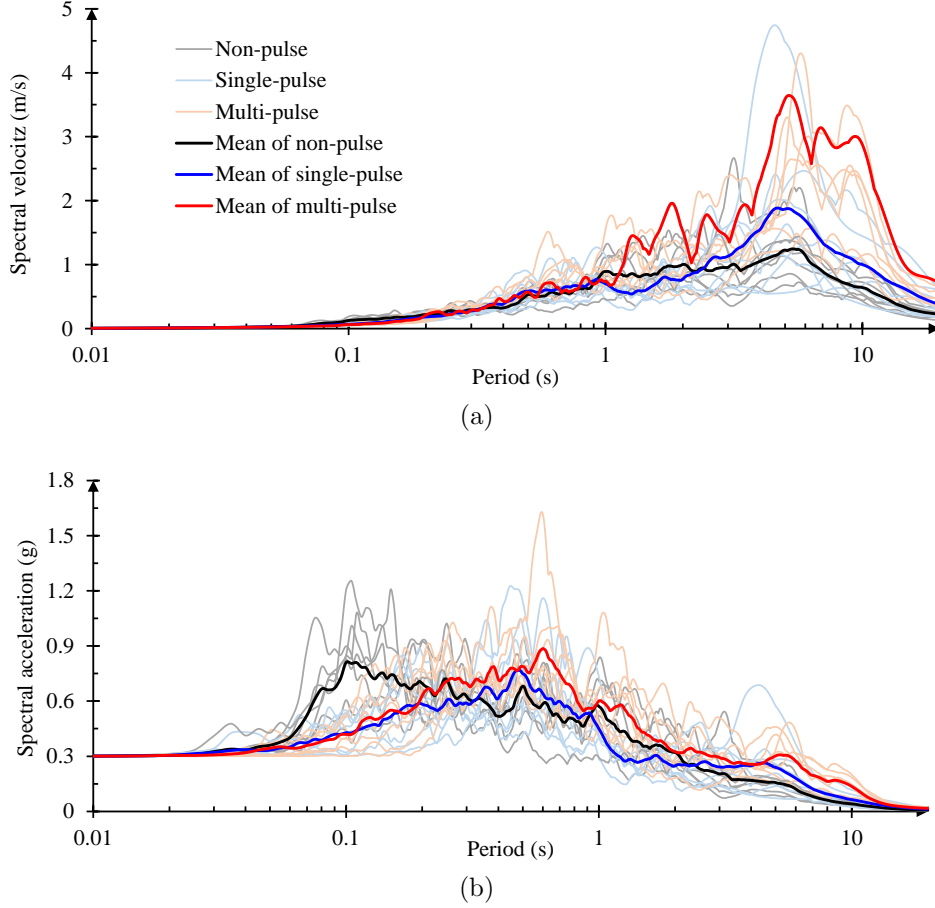 5
4
3
2
1
0
Spectral velocitz (m/s)
Non-pulse
Single-pulse
Multi-pulse
Mean of non-pulse
Mean of single-pulse
Mean of multi-pulse
0.01 0.1 1 10
Period (s)
(a)
1.8
1.5
1.2
0.9
0.6
0.3
0
Spectral acceleration (g)
0.01 0.1 1 10
Period (s)
(b)